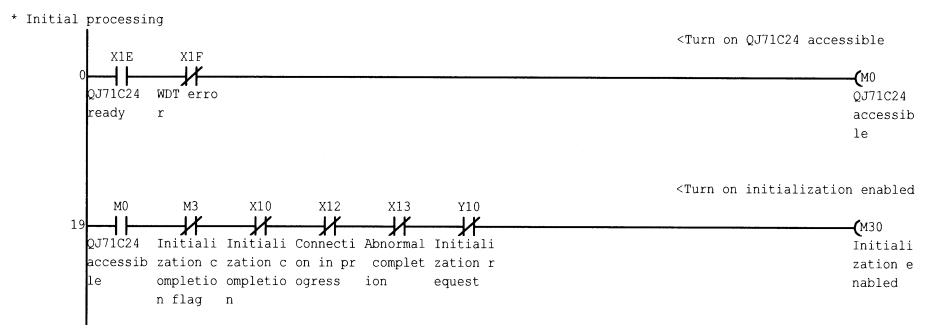 * Initial processing
<Turn on QJ71C24 accessible
X1E X1F
0 M0
QJ71C24 WDT erro QJ71C24
ready r accessib
le
<Turn on initialization enabled
M0 M3 X10 X12 X13 Y10
19 M30
QJ71C24 Initiali Initiali Connecti Abnormal Initiali Initiali
accessib zation c zation c on in pr complet zation r zation e
le ompletio ompletio ogress ion equest nabled
n flag n